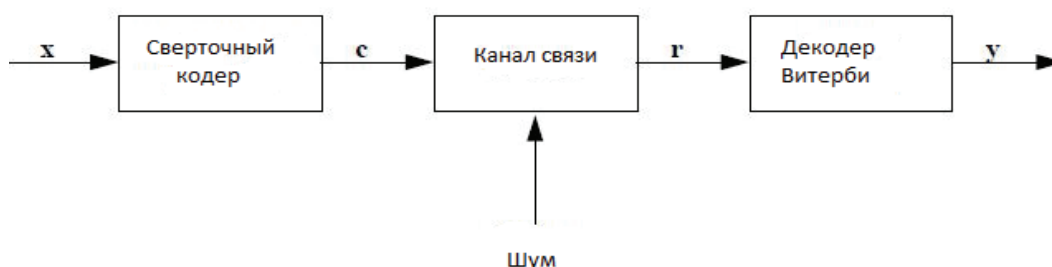 x
Сверточный
кодер
c
Канал связи
r
Декодер
Витерби
y
Шум